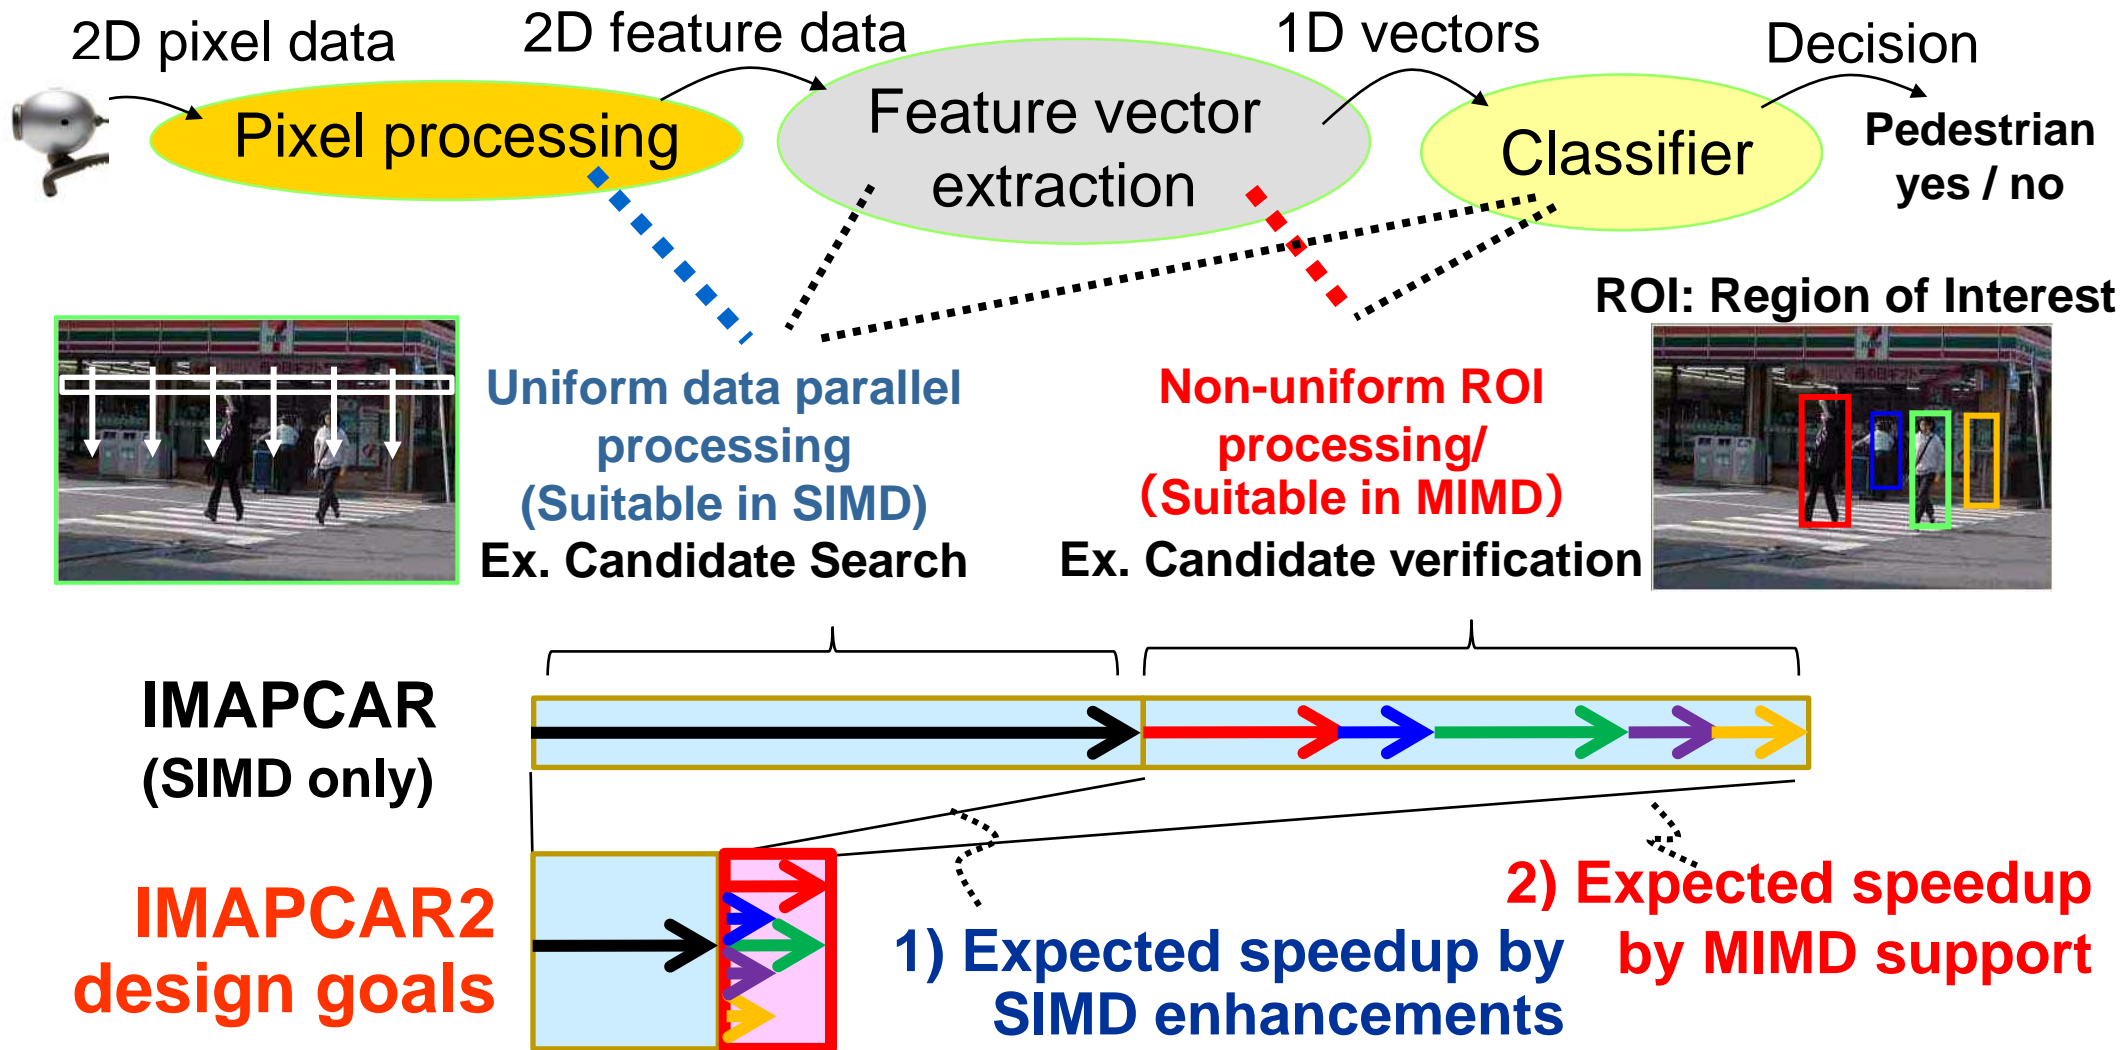 2D pixel data
2D feature data
1D vectors
Decision
Pixel processing
Feature vector
extraction
Classifier
Pedestrian
yes / no
ROI: Region of Interest
Uniform data parallel
processing
(Suitable in SIMD)
Ex. Candidate Search
Non-uniform ROI
processing/
（Suitable in MIMD）
Ex. Candidate verification
IMAPCAR
(SIMD only)
IMAPCAR2
design goals
1) Expected speedup by
SIMD enhancements
2) Expected speedup
by MIMD support